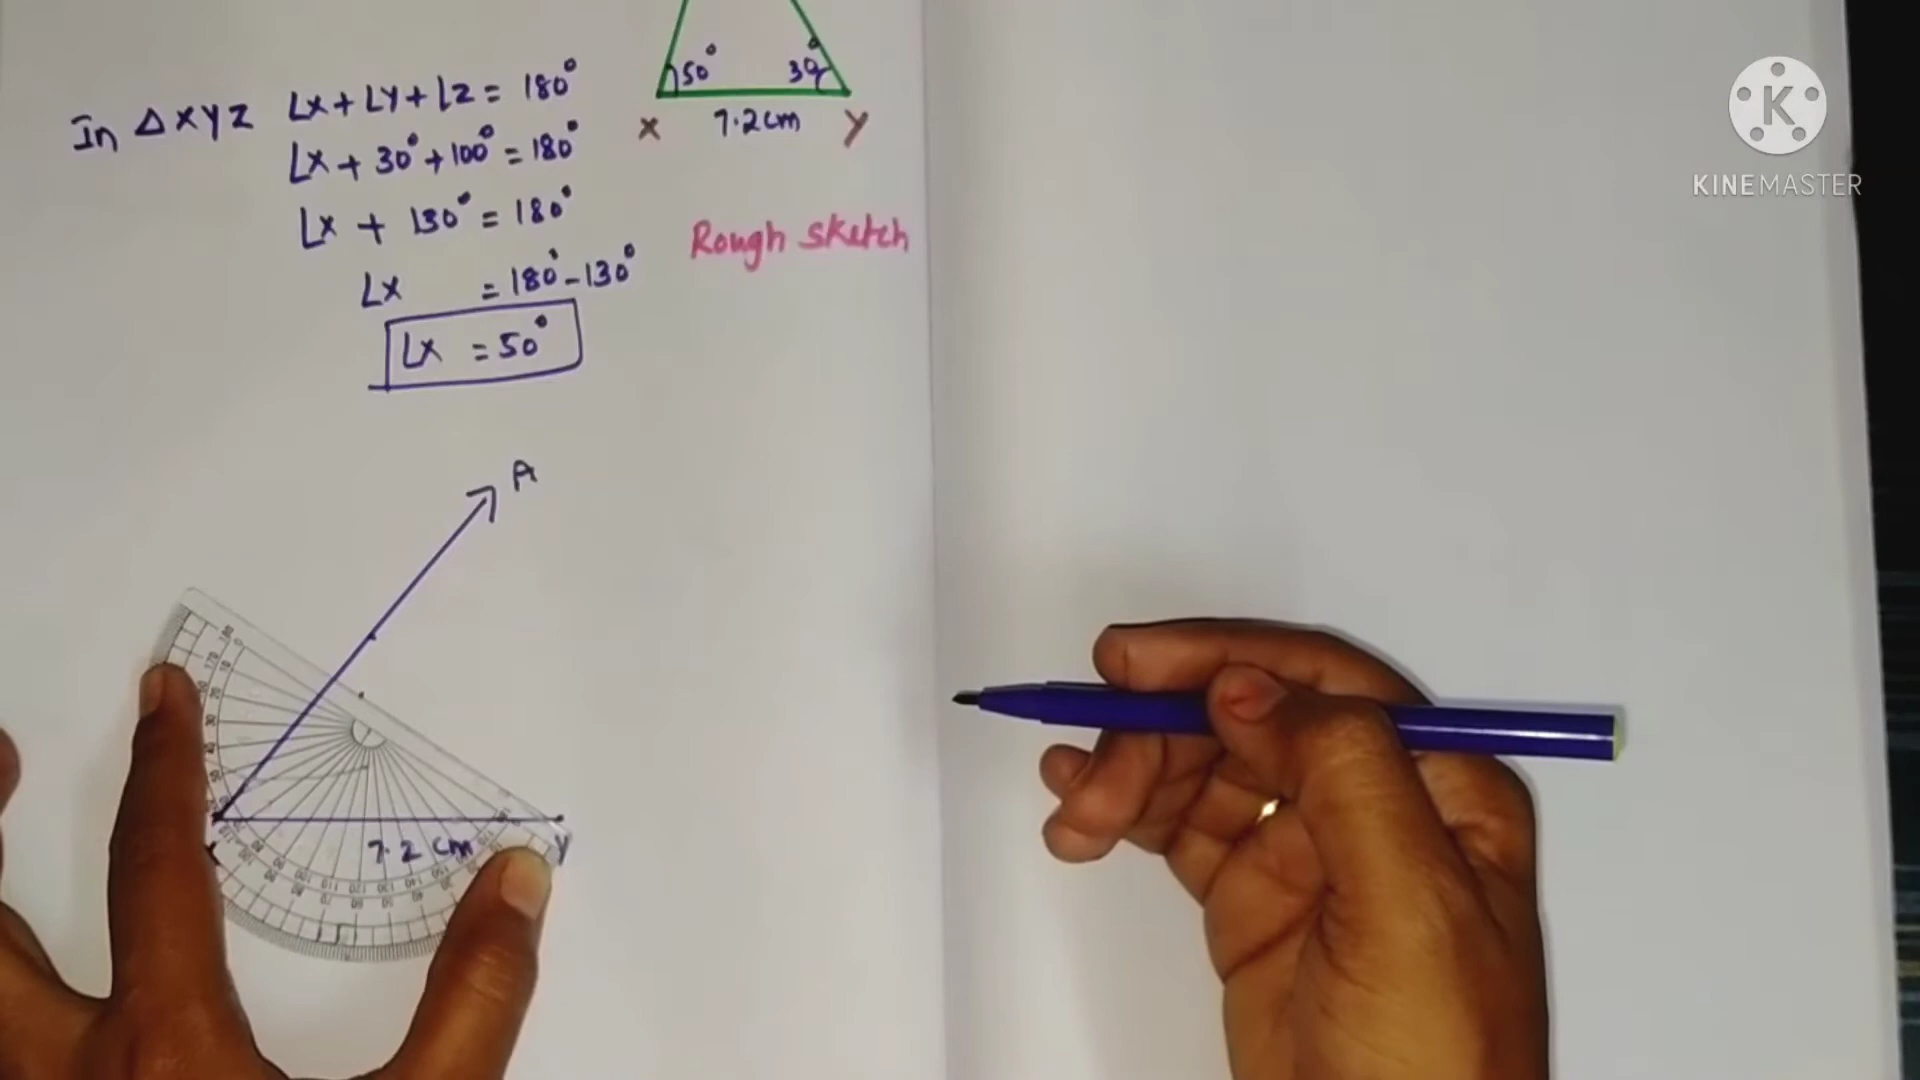 In △XYZ ∠X+∠Y+∠Z = 180°
∠X + 30° + 100° = 180°
∠X + 130° = 180°
∠X = 180° - 130°
∠X = 50°
50° 30°
X 7.2cm Y
Rough sketch
A
7.2 cm
Y
KINEMASTER